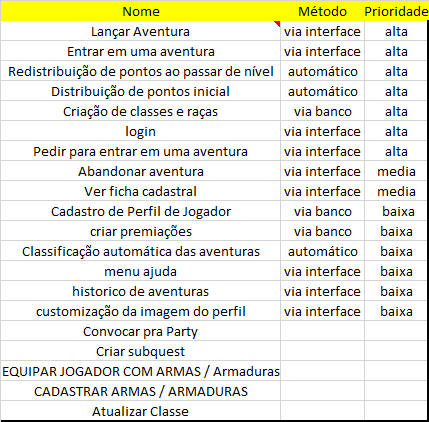 Nome Método Prioridade
Lançar Aventura via interface alta
Entrar em uma aventura via interface alta
Redistribuição de pontos ao passar de nível automático alta
Distribuição de pontos inicial automático alta
Criação de classes e raças via banco alta
login via interface alta
Pedir para entrar em uma aventura via interface alta
Abandonar aventura via interface media
Ver ficha cadastral via interface media
Cadastro de Perfil de Jogador via banco baixa
criar premiações via banco baixa
Classificação automática das aventuras automático baixa
menu ajuda via interface baixa
historico de aventuras via interface baixa
customização da imagem do perfil via interface baixa
Convocar pra Party
Criar subquest
EQUIPAR JOGADOR COM ARMAS / Armaduras
CADASTRAR ARMAS / ARMADURAS
Atualizar Classe